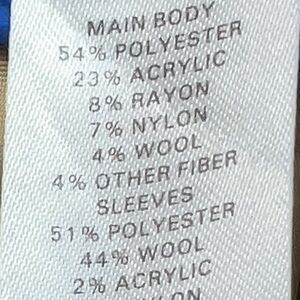 MAIN BODY
54% POLYESTER
23% ACRYLIC
8% RAYON
7% NYLON
4% WOOL
4% OTHER FIBER
SLEEVES
51% POLYESTER
44% WOOL
2% ACRYLIC